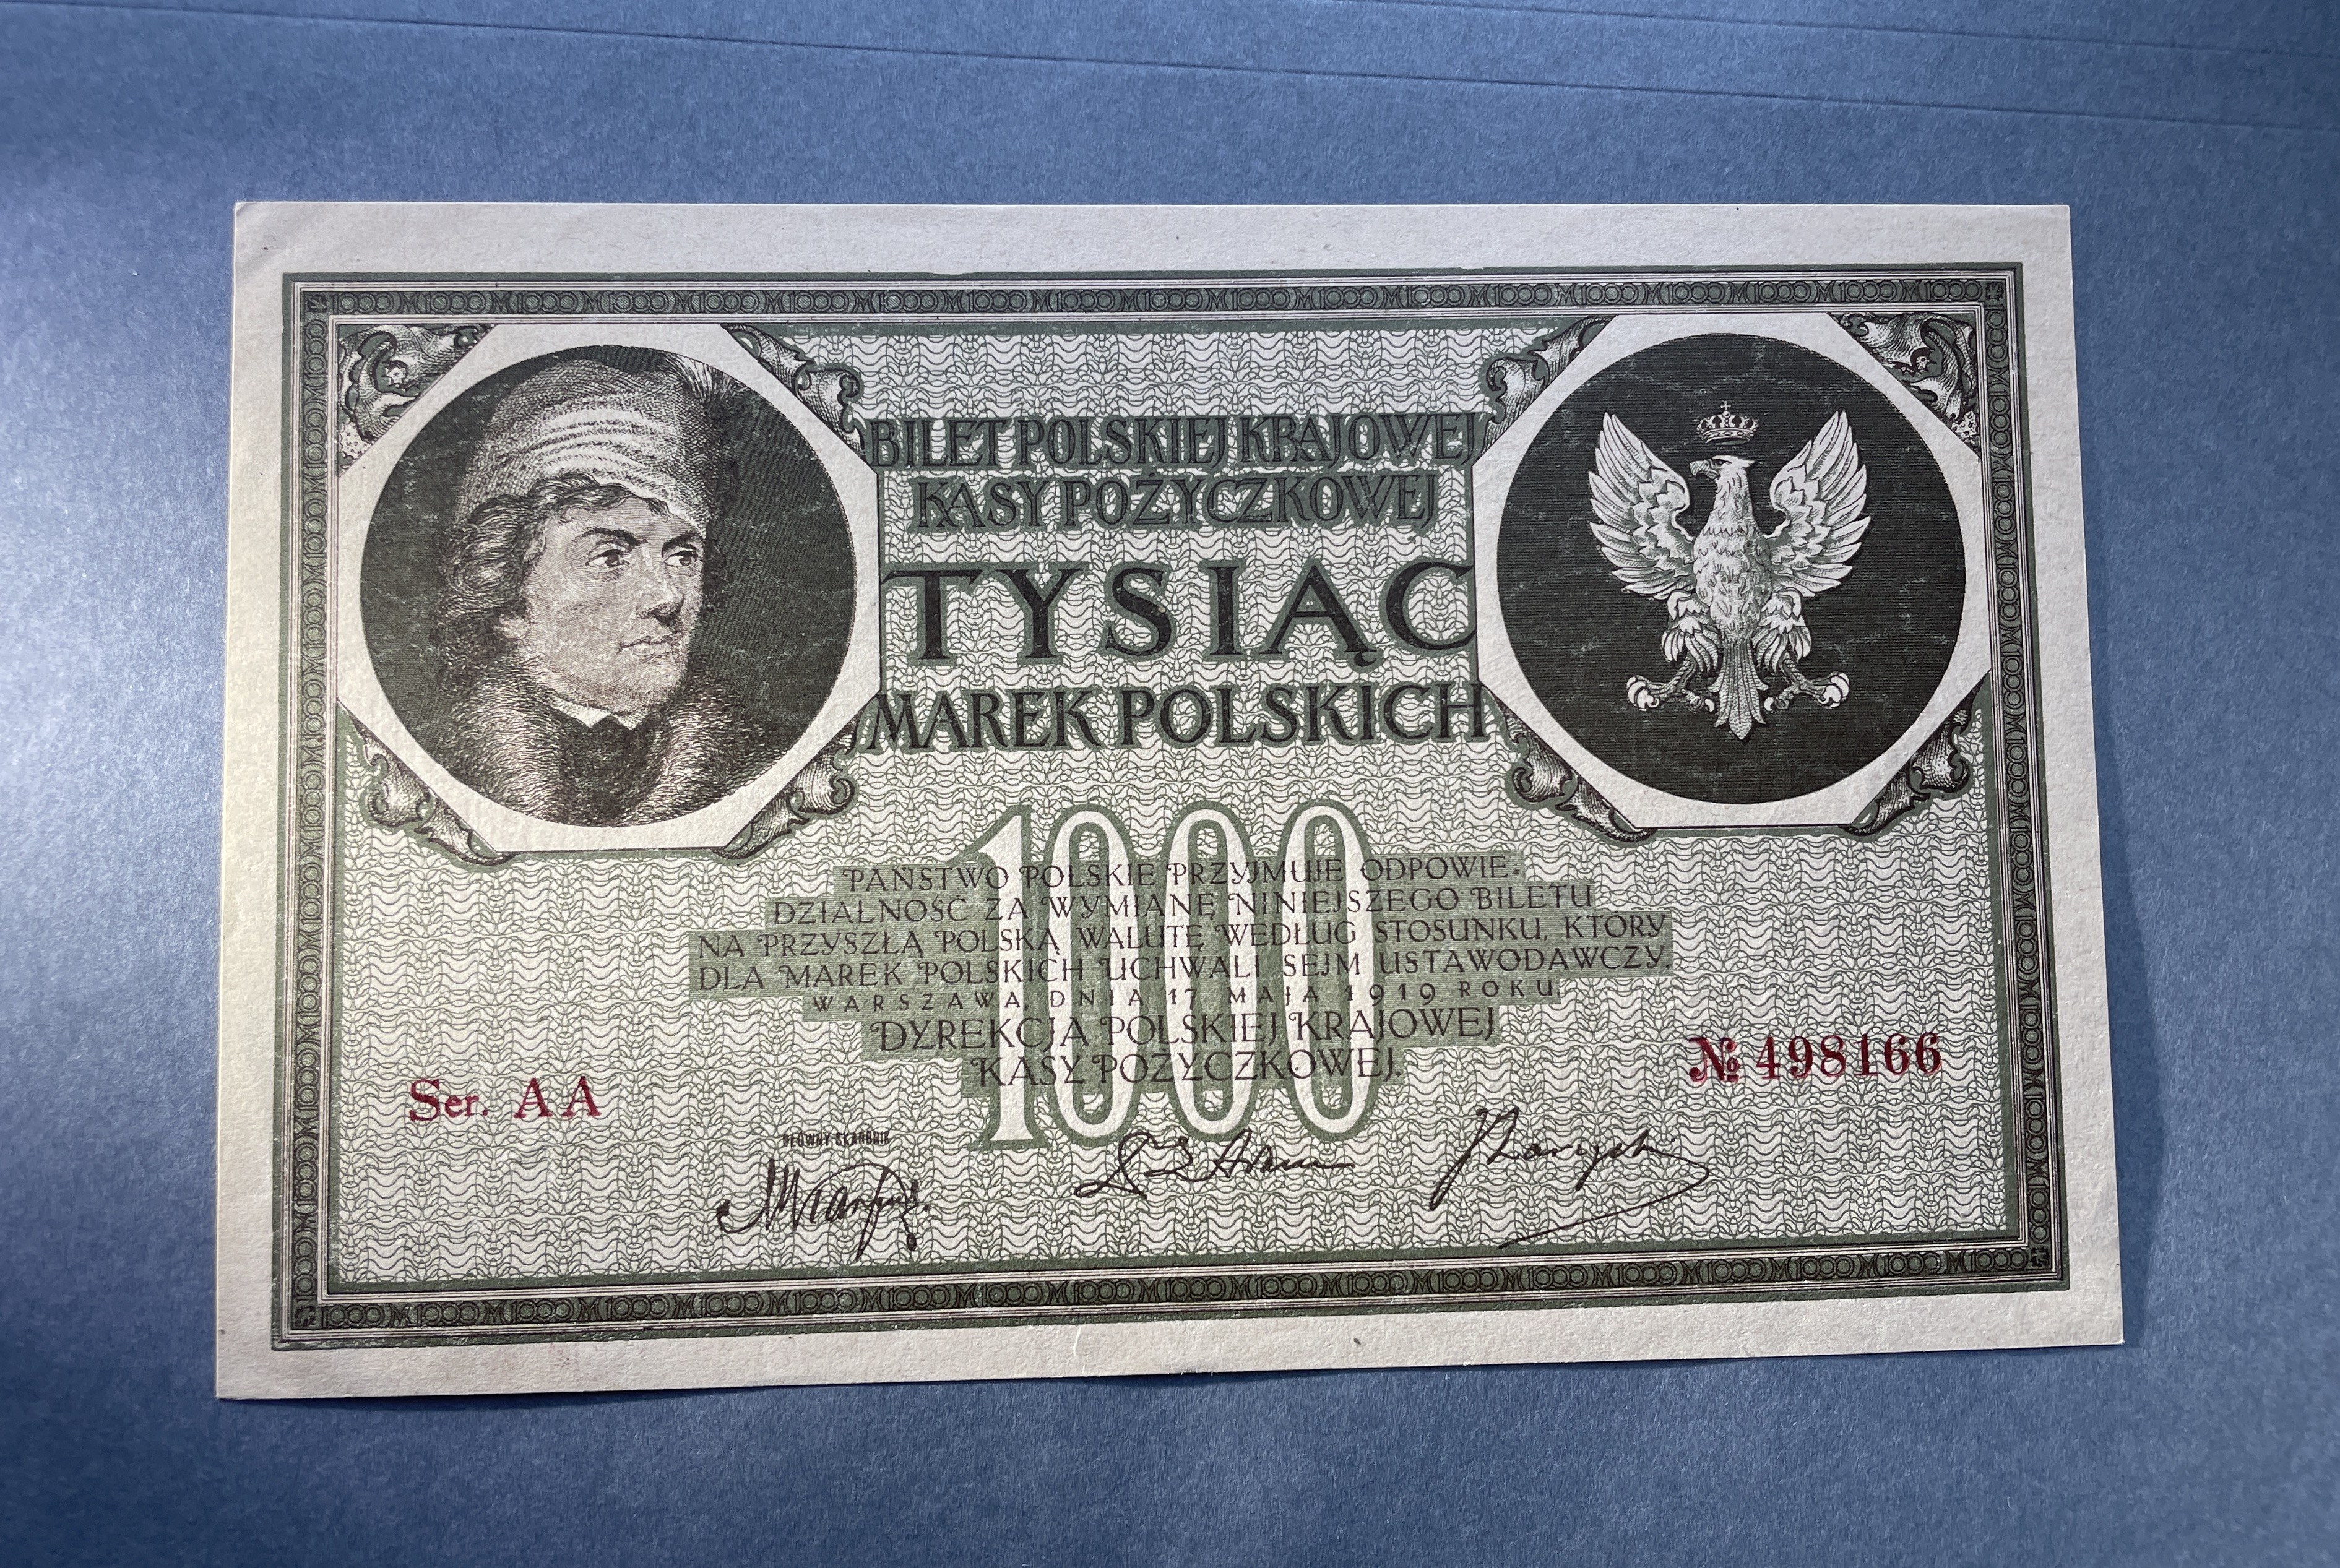 BILET POLSKIEJ KRAJOWEJ
KASY POŻYCZKOWEJ
TYSIĄC
MAREK POLSKICH
1000
PAŃSTWO POLSKIE PRZYJMUJE ODPOWIE-
DZIALNOŚĆ ZA WYMIANĘ NINIEJSZEGO BILETU
NA PRZYSZŁĄ POLSKĄ WALUTĘ WEDŁUG STOSUNKU, KTÓRY
DLA MAREK POLSKICH UCHWALI SEJM USTAWODAWCZY.
WARSZAWA, DNIA 17 MAJA 1919 ROKU.
DYREKCJA POLSKIEJ KRAJOWEJ
KASY POŻYCZKOWEJ.
Ser. AA
№ 498166
GŁÓWNY SKARBNIK